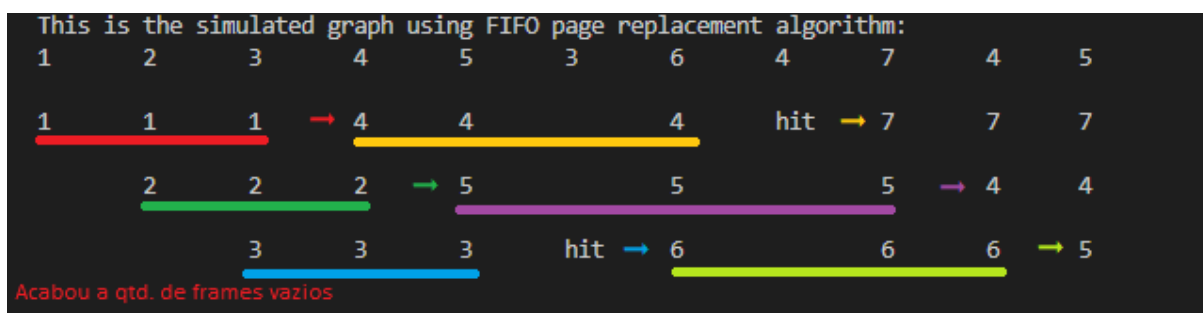 This is the simulated graph using FIFO page replacement algorithm:
1 2 3 4 5 3 6 4 7 4 5
1 1 1 → 4 4 4 hit → 7 7 7
2 2 2 → 5 5 5 → 4 4
3 3 3 hit → 6 6 6 → 5
Acabou a qtd. de frames vazios